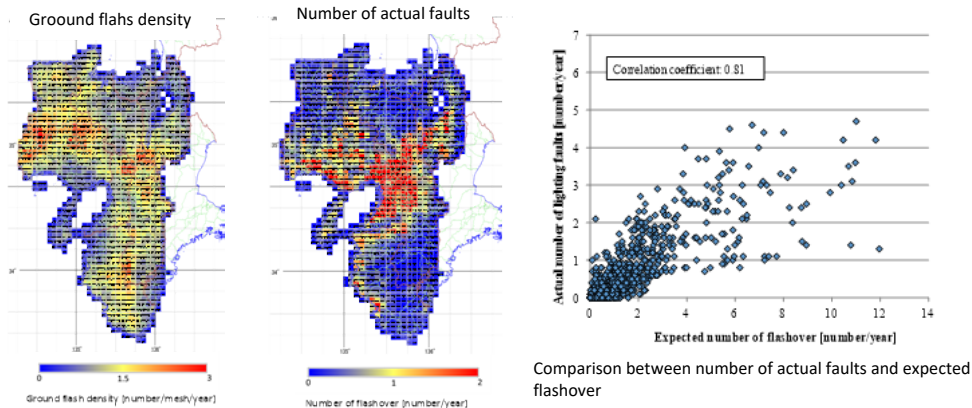 Groound flahs density
0
1.5
3
Ground flash density [number/mesh/year]
Number of actual faults
0
1
2
Number of flashover [number/year]
7
6
5
4
3
2
1
0
Actual number of lighting faults [number/year]
Correlation coefficient: 0.81
0 2 4 6 8 10 12 14
Expected number of flashover [number/year]
Comparison between number of actual faults and expected
flashover